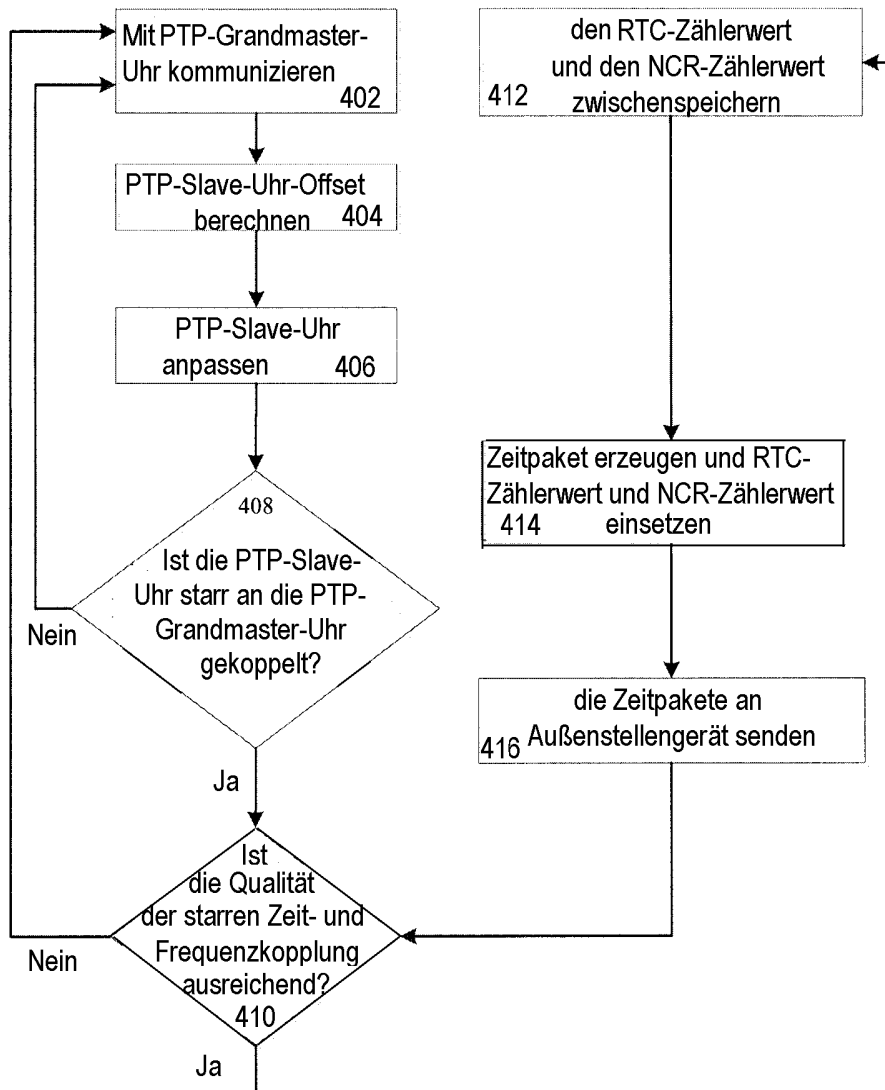 Mit PTP-Grandmaster-
Uhr kommunizieren
402
PTP-Slave-Uhr-Offset
berechnen 404
PTP-Slave-Uhr
anpassen 406
408
Ist die PTP-Slave-
Uhr starr an die PTP-
Grandmaster-Uhr
gekoppelt?
Nein
Ja
Ist
die Qualität
der starren Zeit- und
Frequenzkopplung
ausreichend?
410
Nein
Ja
den RTC-Zählerwert
und den NCR-Zählerwert
412 zwischenspeichern
Zeitpaket erzeugen und RTC-
Zählerwert und NCR-Zählerwert
414 einsetzen
die Zeitpakete an
416 Außenstellengerät senden